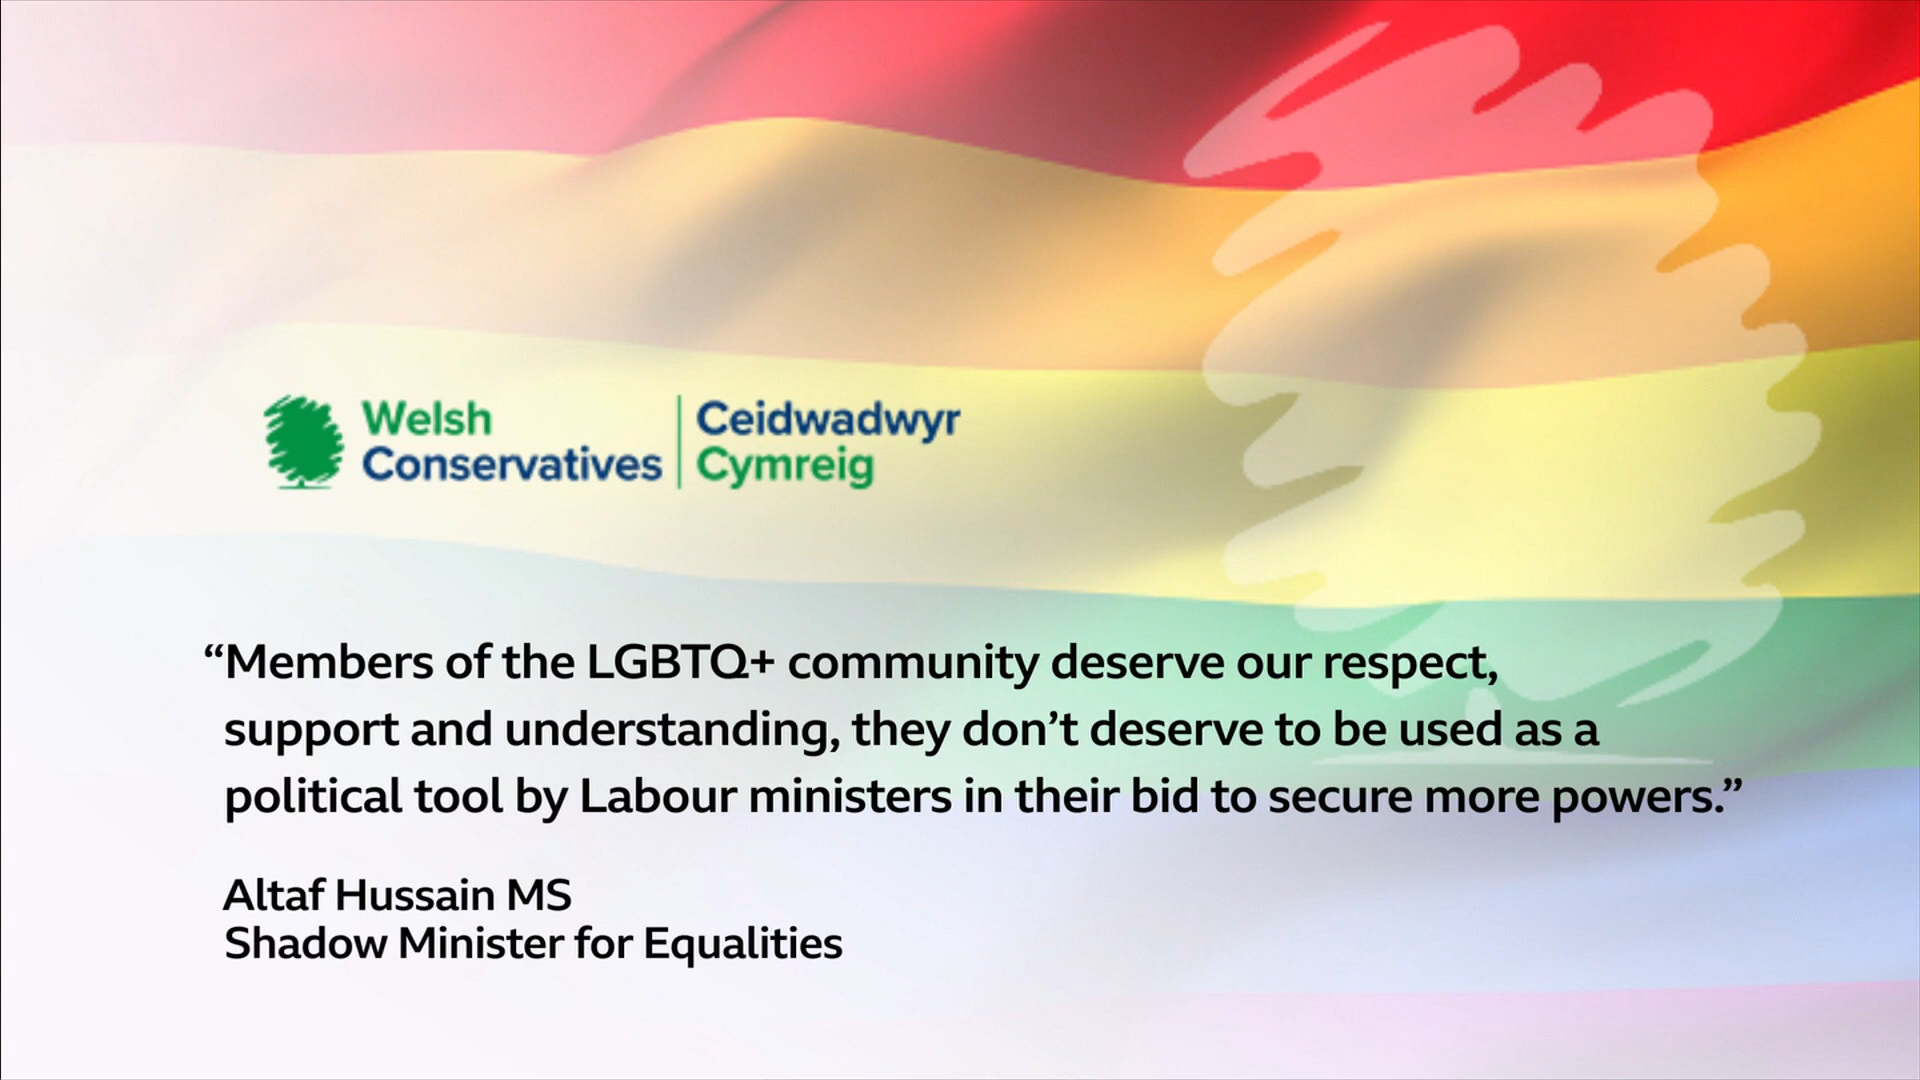 Welsh
Conservatives
Ceidwadwyr
Cymreig
“Members of the LGBTQ+ community deserve our respect,
support and understanding, they don’t deserve to be used as a
political tool by Labour ministers in their bid to secure more powers.”
Altaf Hussain MS
Shadow Minister for Equalities